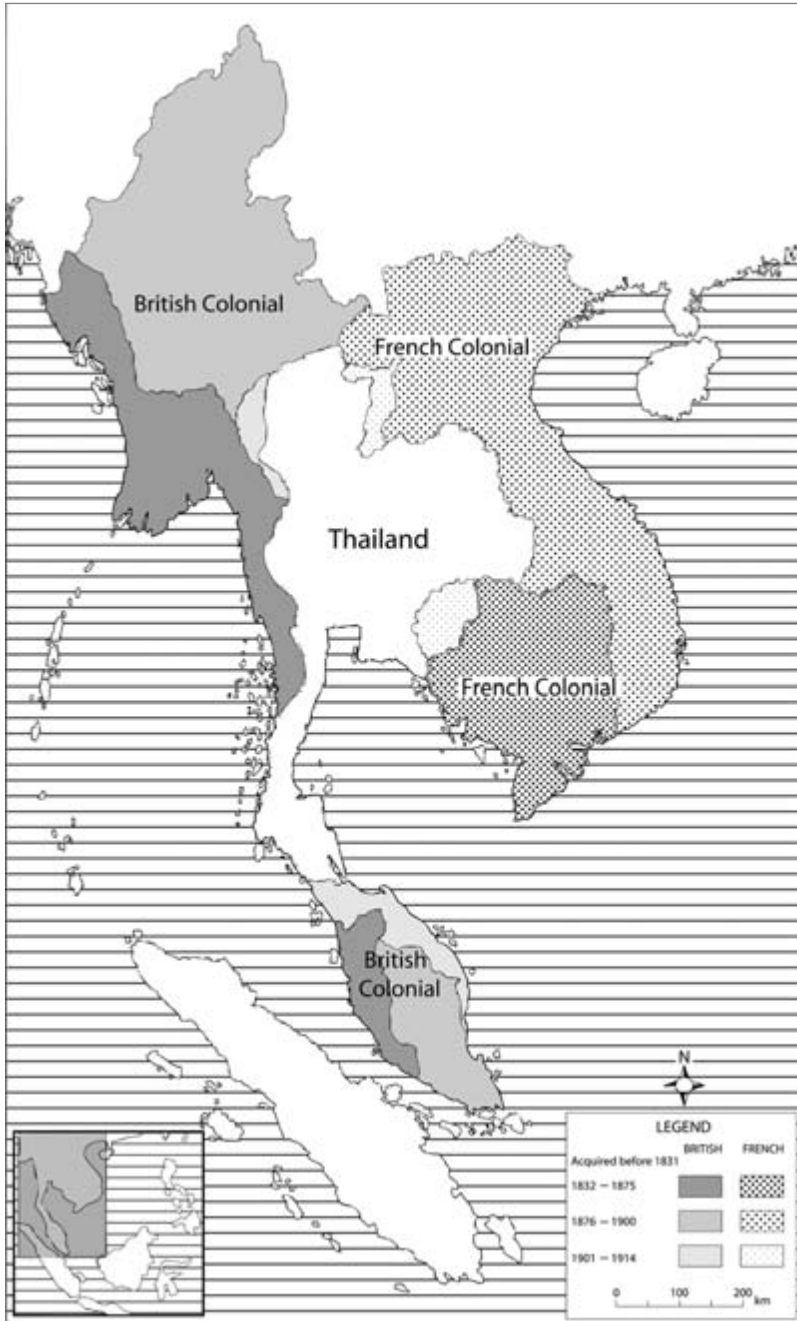 British Colonial
French Colonial
Thailand
French Colonial
British
Colonial
N
LEGEND
BRITISH FRENCH
Acquired before 1831
1832 – 1875
1876 – 1900
1901 – 1914
0 100 200
km